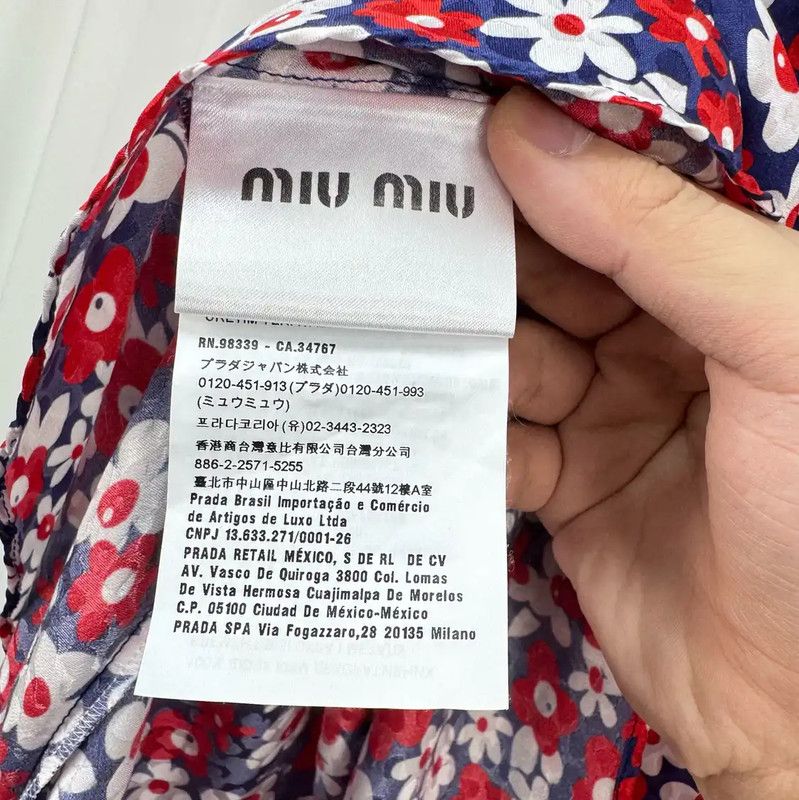 miu miu
RN.98339 - CA.34767
プラダジャパン株式会社
0120-451-913(プラダ)0120-451-993
(ミュウミュウ)
프라다코리아 (유)02-3443-2323
香港商台灣意比有限公司台灣分公司
886-2-2571-5255
臺北市中山區中山北路二段44號12樓A室
Prada Brasil Importação e Comércio
de Artigos de Luxo Ltda
CNPJ 13.633.271/0001-26
PRADA RETAIL MÉXICO, S DE RL DE CV
AV. Vasco De Quiroga 3800 Col. Lomas
De Vista Hermosa Cuajimalpa De Morelos
C.P. 05100 Ciudad De México-México
PRADA SPA Via Fogazzaro,28 20135 Milano